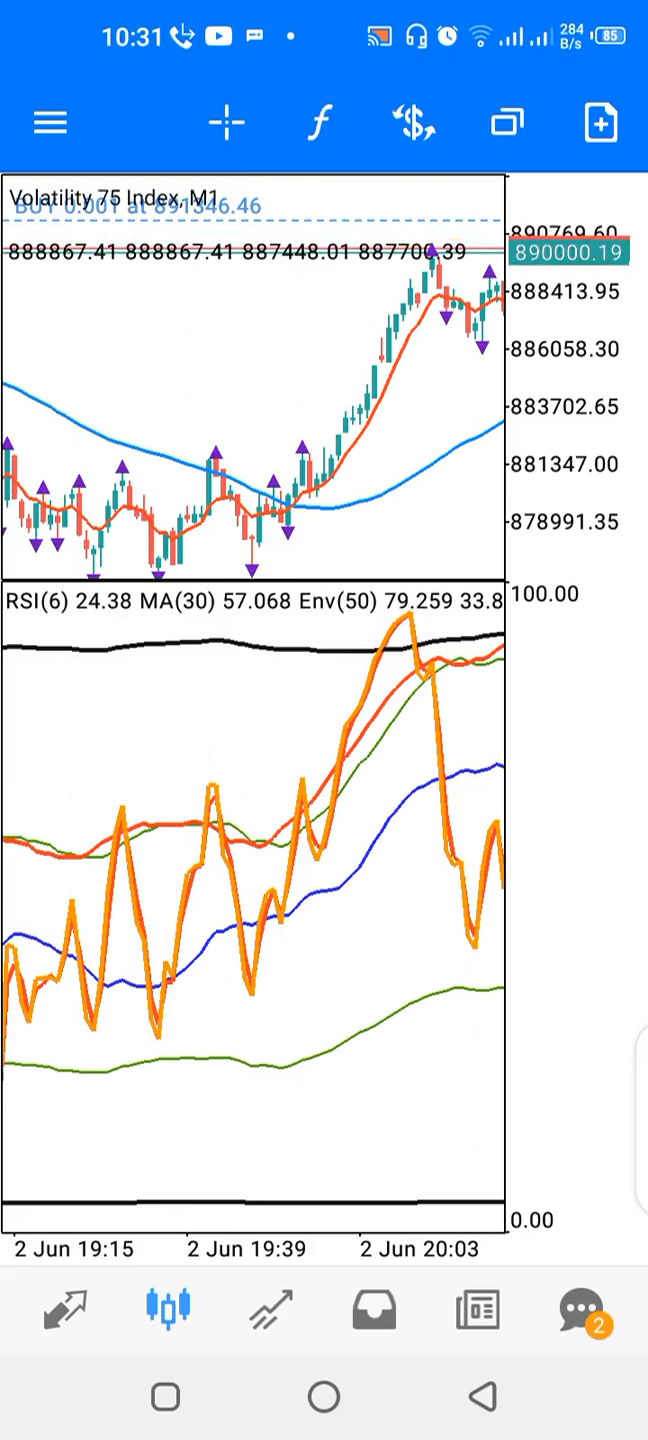 10:31
284 B/s
85
Volatility 75 Index, M1
BUY 0.001 at 891346.46
888867.41 888867.41 887448.01 887700.39
890769.60
890000.19
888413.95
886058.30
883702.65
881347.00
878991.35
RSI(6) 24.38 MA(30) 57.068 Env(50) 79.259 33.8
100.00
0.00
2 Jun 19:15
2 Jun 19:39
2 Jun 20:03
2